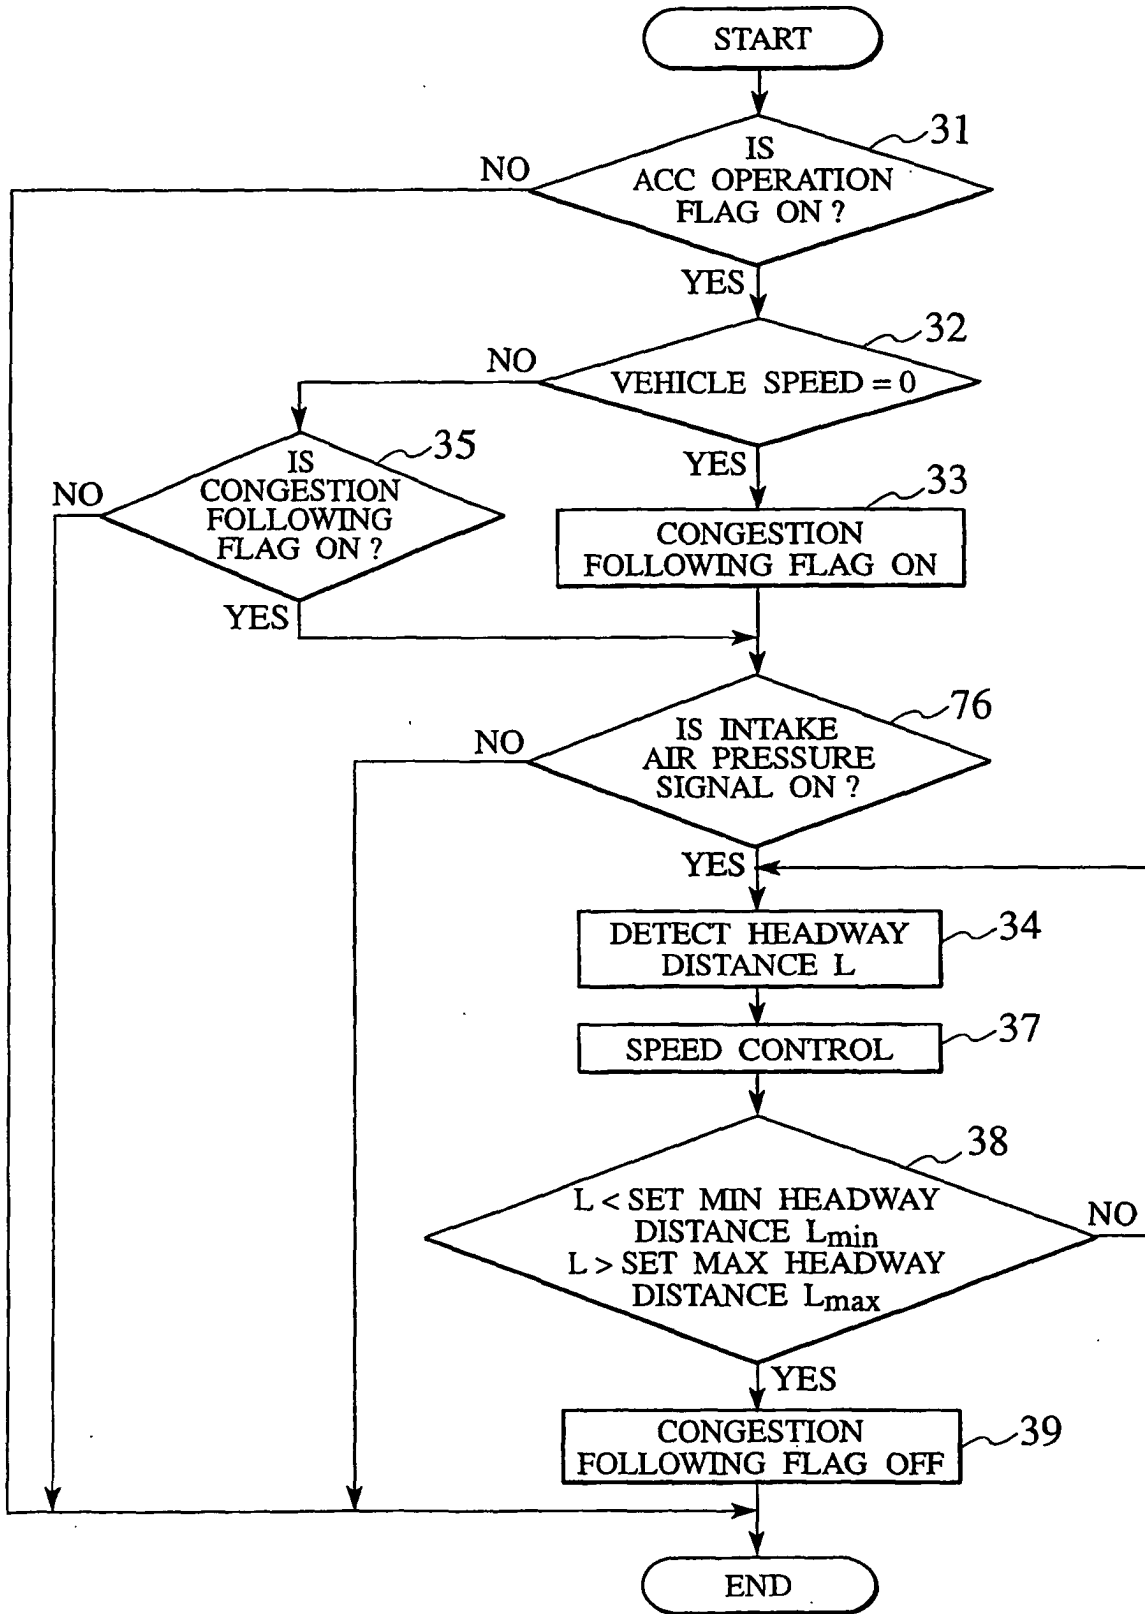 START
31
IS
ACC OPERATION
FLAG ON ?
NO
YES
32
VEHICLE SPEED = 0
NO
YES
35
IS
CONGESTION
FOLLOWING
FLAG ON ?
NO
YES
33
CONGESTION
FOLLOWING FLAG ON
76
IS INTAKE
AIR PRESSURE
SIGNAL ON ?
NO
YES
34
DETECT HEADWAY
DISTANCE L
37
SPEED CONTROL
38
L < SET MIN HEADWAY
DISTANCE Lmin
L > SET MAX HEADWAY
DISTANCE Lmax
NO
YES
39
CONGESTION
FOLLOWING FLAG OFF
END